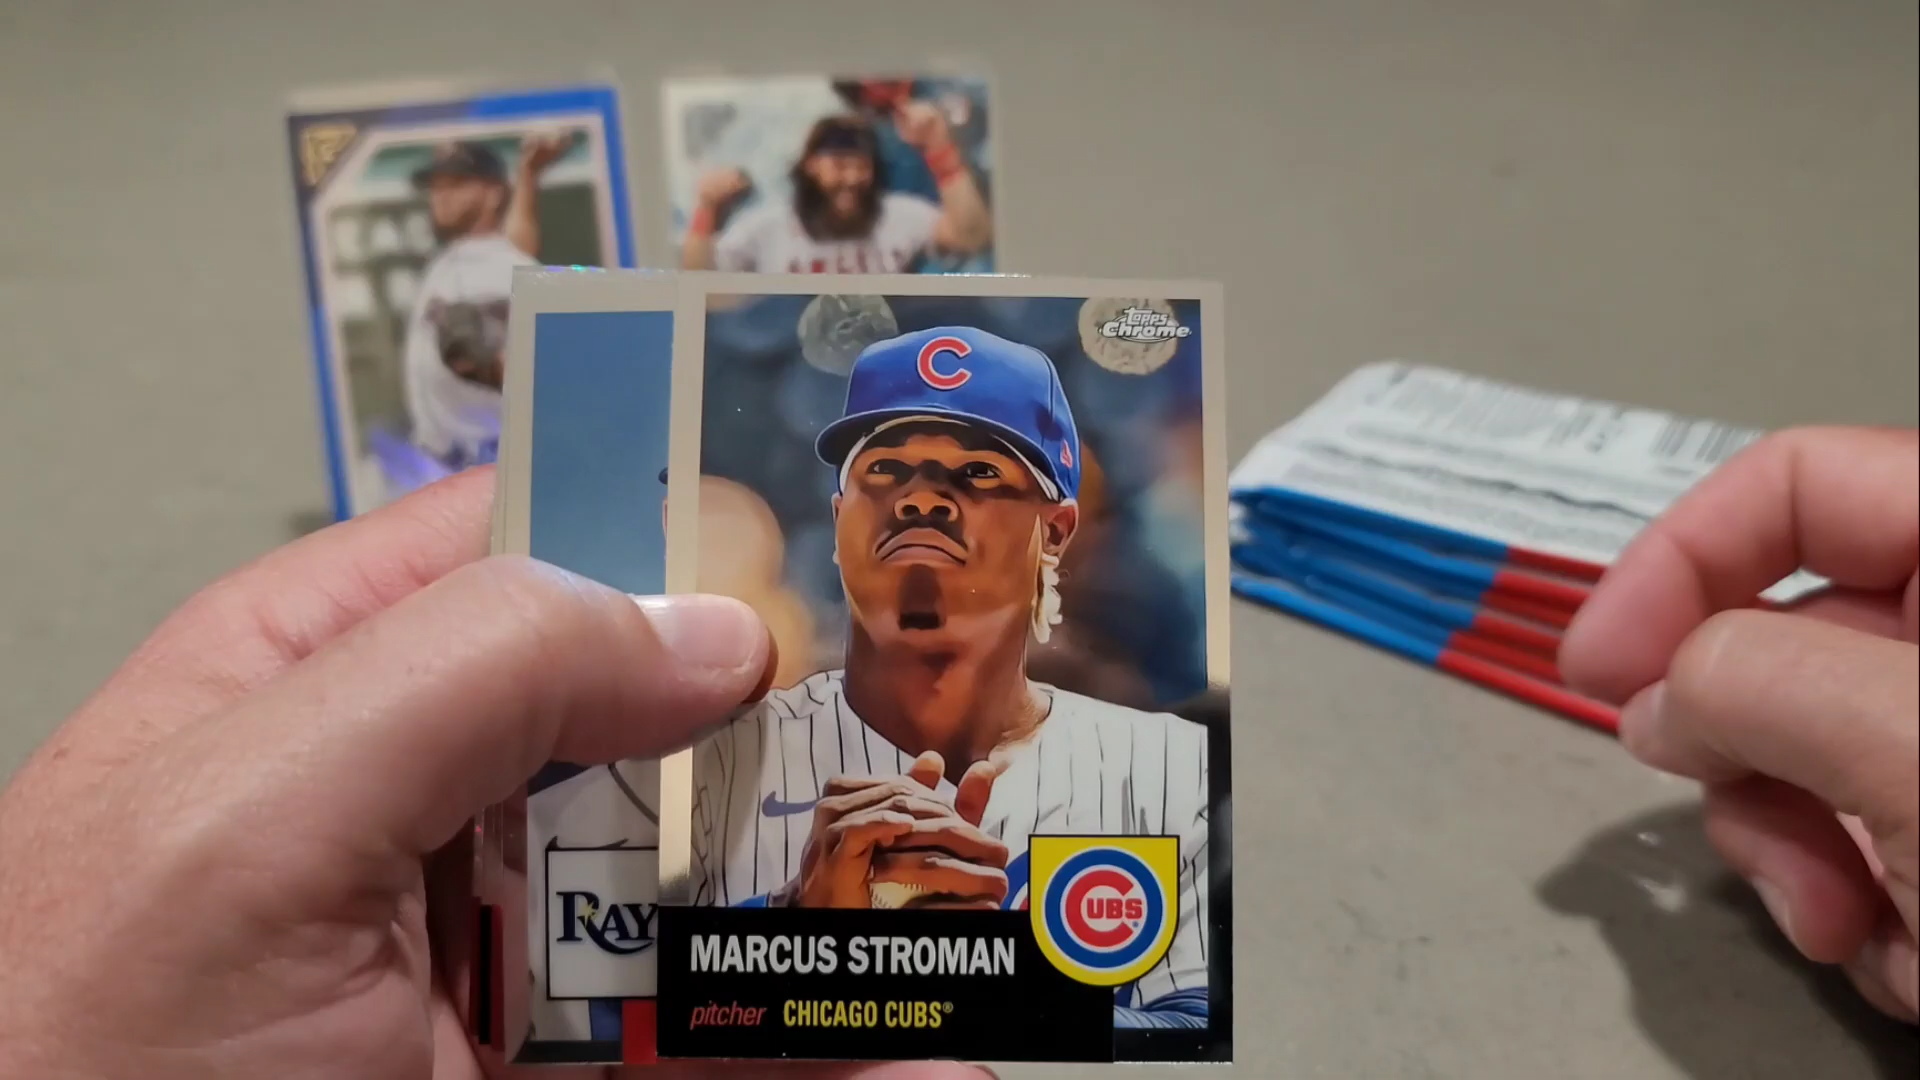 Topps
Chrome
C
RAY
CUBS
MARCUS STROMAN
pitcher CHICAGO CUBS®